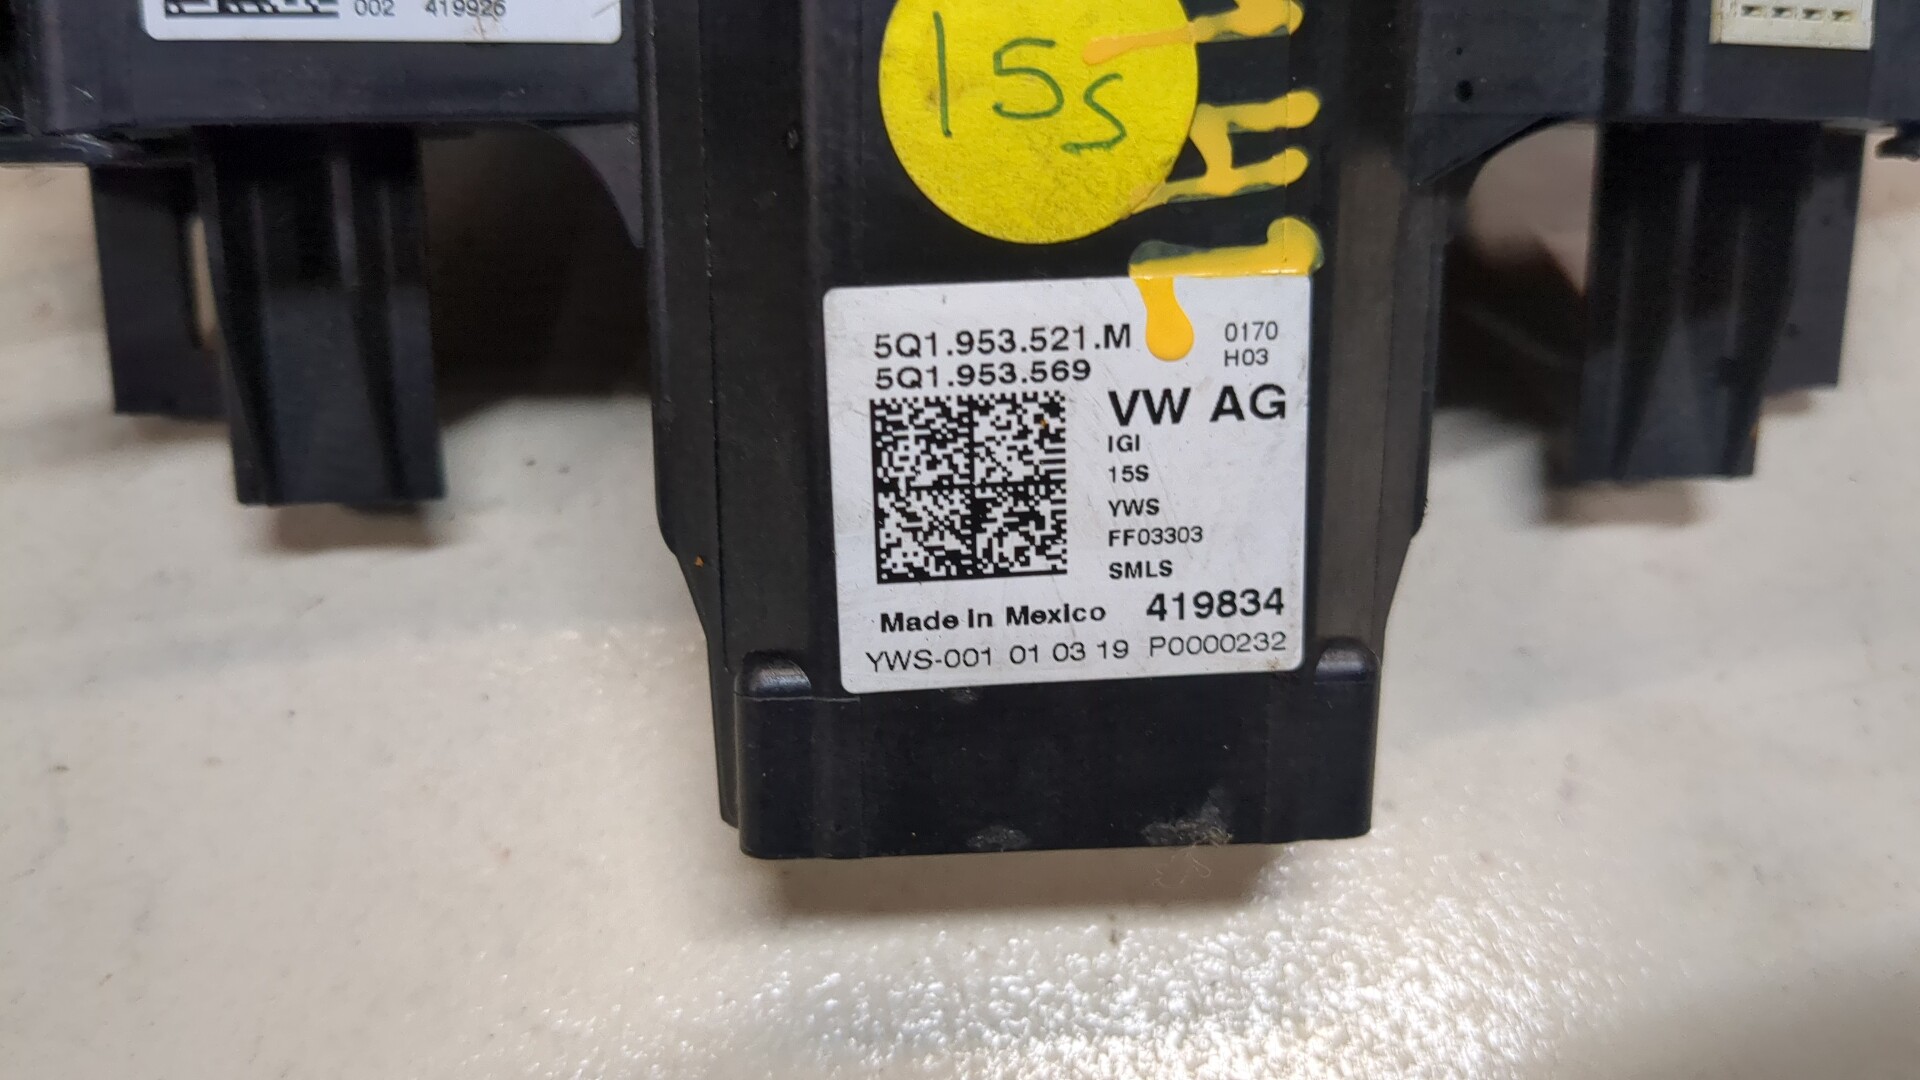 002 419926
15s
5Q1.953.521.M
5Q1.953.569
0170
H03
VW AG
IGI
15S
YWS
FF03303
SMLS
Made In Mexico 419834
YWS-001 01 03 19 P0000232